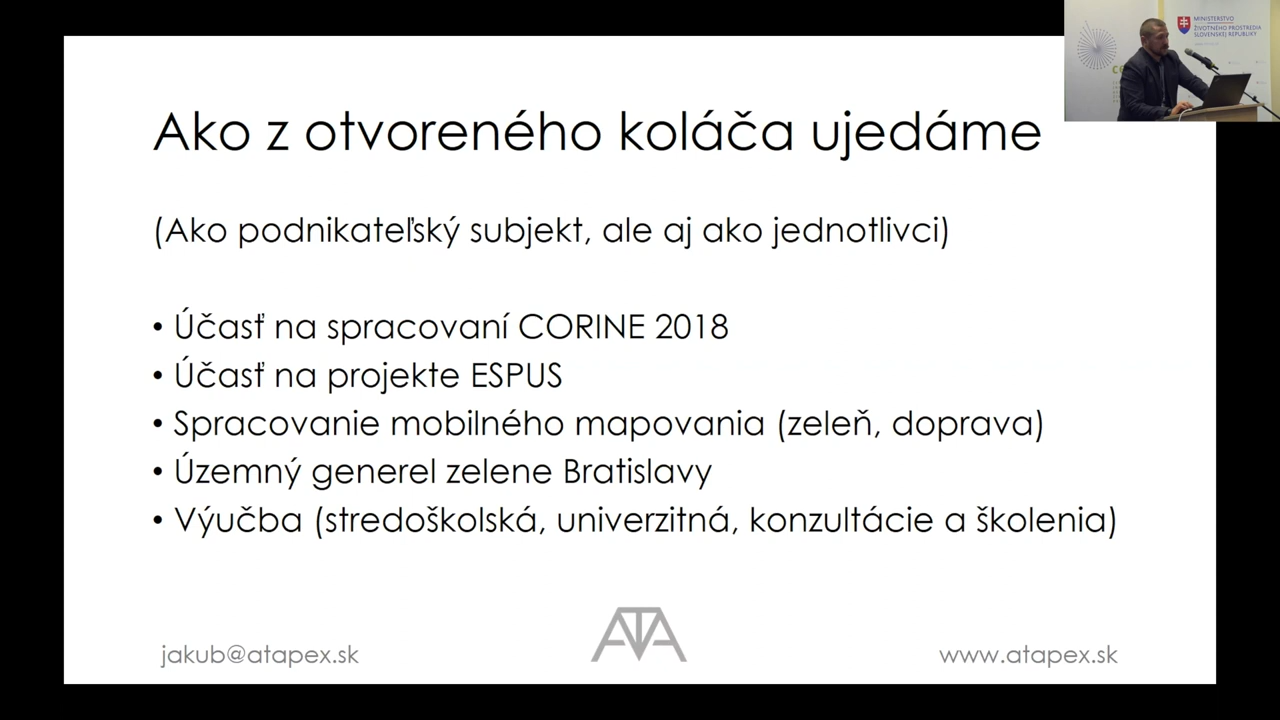 Ako z otvoreného koláča ujedáme
(Ako podnikateľský subjekt, ale aj ako jednotlivci)
• Účasť na spracovaní CORINE 2018
• Účasť na projekte ESPUS
• Spracovanie mobilného mapovania (zeleň, doprava)
• Územný generel zelene Bratislavy
• Výučba (stredoškolská, univerzitná, konzultácie a školenia)
ATA
jakub@atapex.sk
www.atapex.sk
MINISTERSTVO
ŽIVOTNÉHO PROSTREDIA
SLOVENSKEJ REPUBLIKY